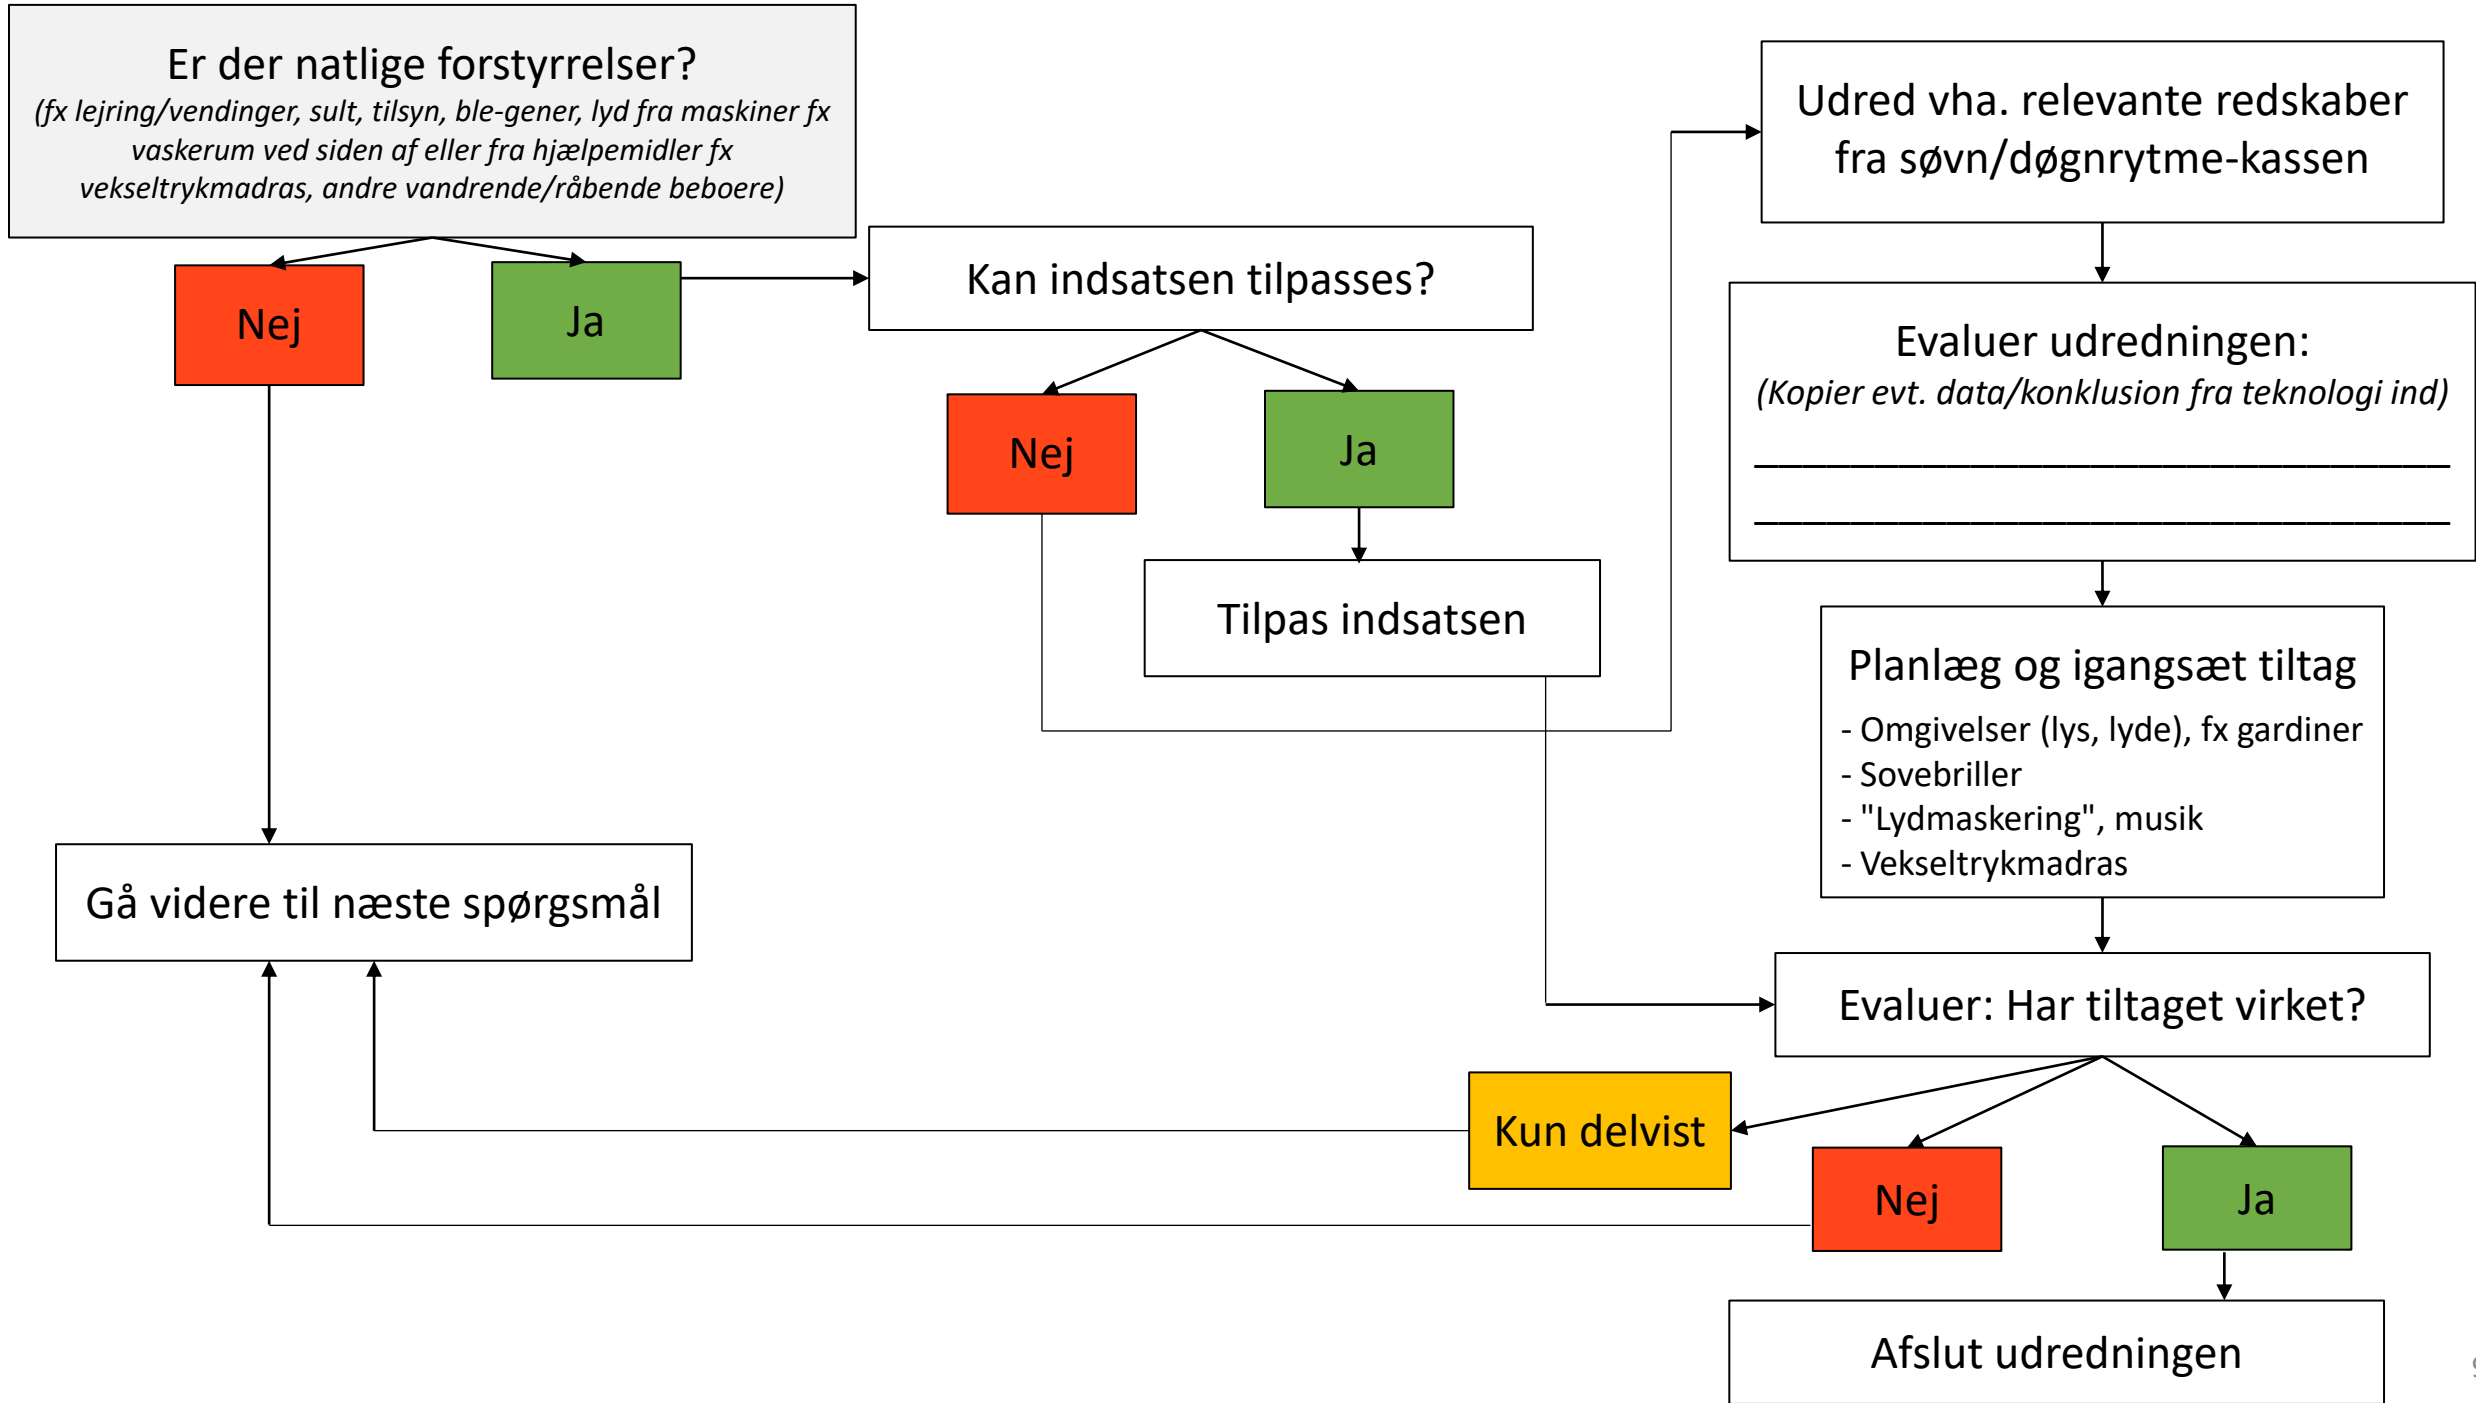 Er der natlige forstyrrelser?
(fx lejring/vendinger, sult, tilsyn, ble-gener, lyd fra maskiner fx
vaskerum ved siden af eller fra hjælpemidler fx
vekseltrykmadras, andre vandrende/råbende beboere)
Nej
Ja
Kan indsatsen tilpasses?
Nej
Ja
Tilpas indsatsen
Gå videre til næste spørgsmål
Udred vha. relevante redskaber
fra søvn/døgnrytme-kassen
Evaluer udredningen:
(Kopier evt. data/konklusion fra teknologi ind)
Planlæg og igangsæt tiltag
- Omgivelser (lys, lyde), fx gardiner
- Sovebriller
- "Lydmaskering", musik
- Vekseltrykmadras
Evaluer: Har tiltaget virket?
Kun delvist
Nej
Ja
Afslut udredningen